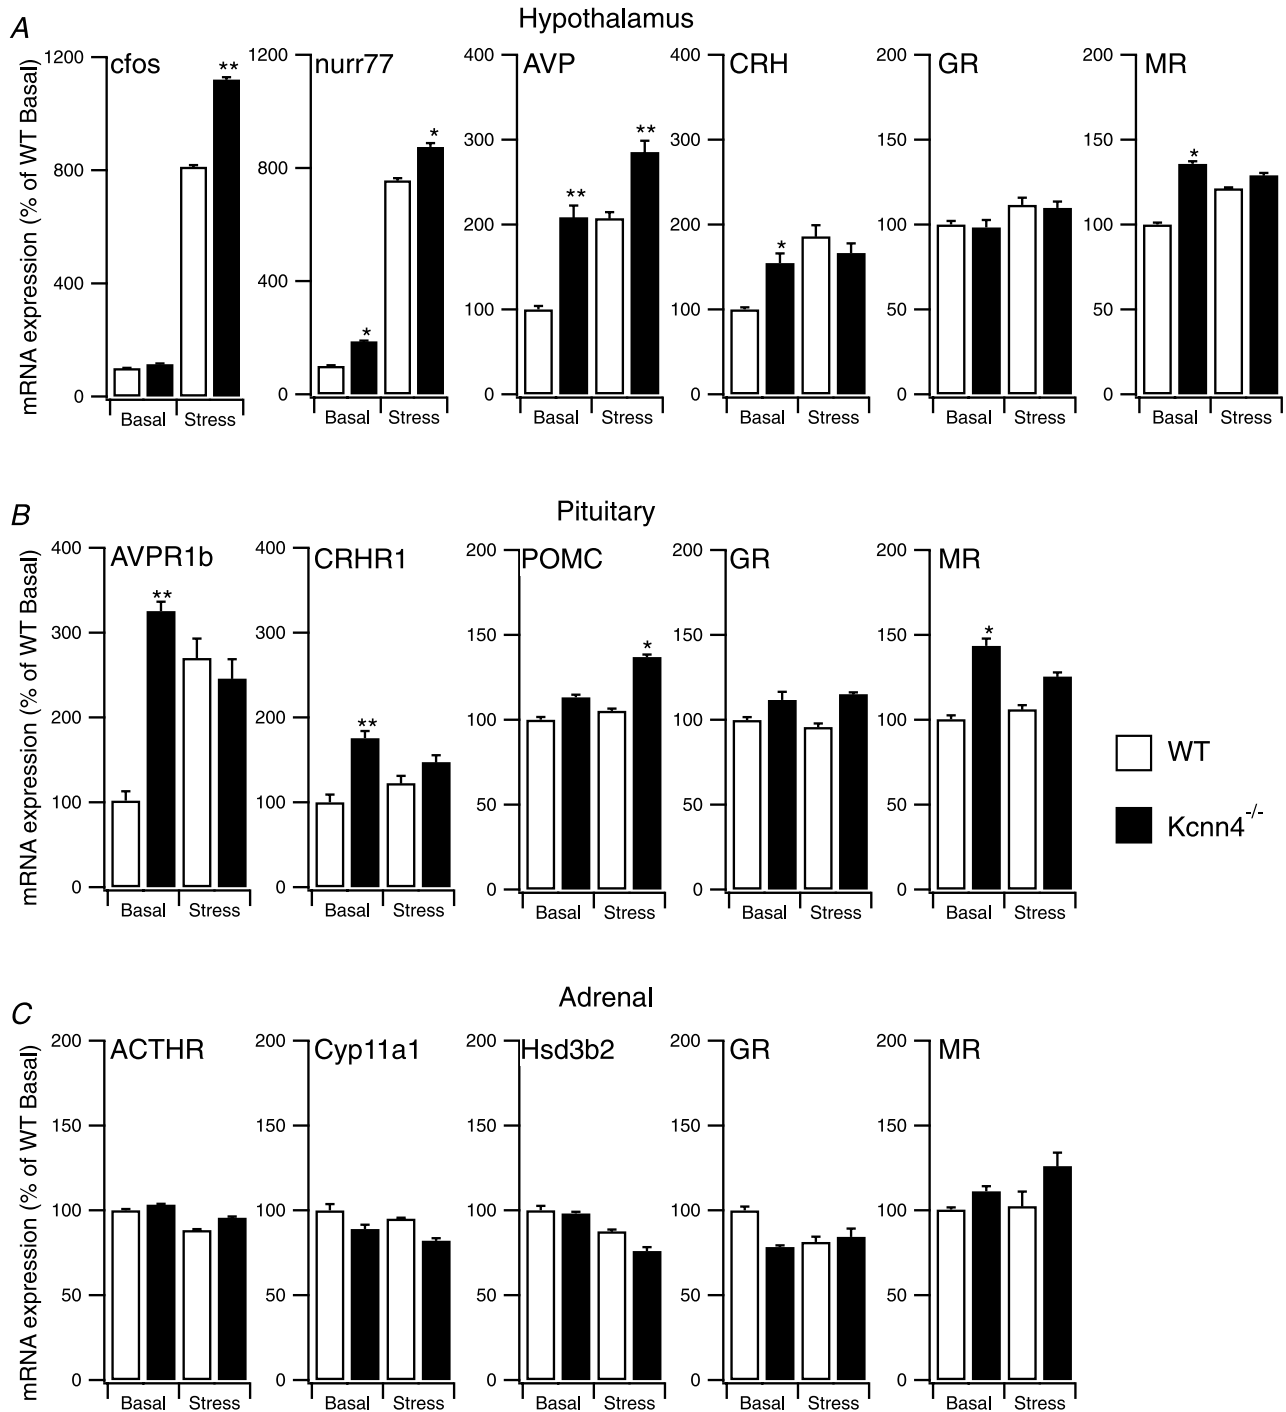 A
Hypothalamus
mRNA expression (% of WT Basal)
1200
800
400
0
cfos
**
Basal
Stress
1200
800
400
0
nurr77
*
*
Basal
Stress
400
300
200
100
0
AVP
**
**
Basal
Stress
400
300
200
100
0
CRH
*
Basal
Stress
200
150
100
50
0
GR
Basal
Stress
200
150
100
50
0
MR
*
Basal
Stress
B
Pituitary
mRNA expression (% of WT Basal)
400
300
200
100
0
AVPR1b
**
Basal
Stress
400
300
200
100
0
CRHR1
**
Basal
Stress
200
150
100
50
0
POMC
*
Basal
Stress
200
150
100
50
0
GR
Basal
Stress
200
150
100
50
0
MR
*
Basal
Stress
WT
Kcnn4-/-
C
Adrenal
mRNA expression (% of WT Basal)
200
150
100
50
0
ACTHR
Basal
Stress
200
150
100
50
0
Cyp11a1
Basal
Stress
200
150
100
50
0
Hsd3b2
Basal
Stress
200
150
100
50
0
GR
Basal
Stress
200
150
100
50
0
MR
Basal
Stress